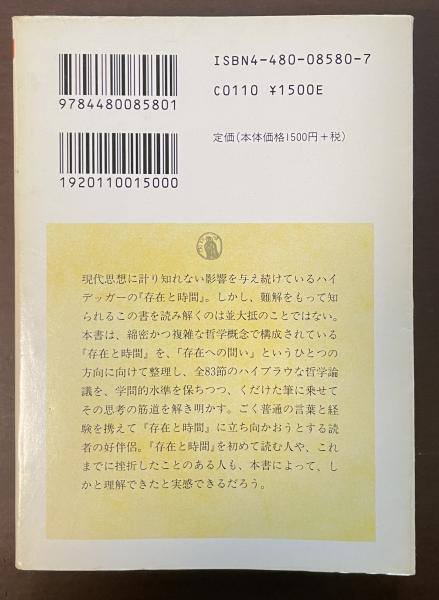 ISBN4-480-08580-7
9784480085801
C0110 ¥1500E
定価(本体価格1500円+税)
1920110015000
現代思想に計り知れない影響を与え続けているハイ
デッガーの『存在と時間』。しかし、難解をもって知
られるこの書を読み解くのは並大抵のことではない。
本書は、綿密かつ複雑な哲学概念で構成されている
『存在と時間』を、「存在への問い」というひとつの
方向に向けて整理し、全83節のハイブラウな哲学論
議を、学問的水準を保ちつつ、くだけた筆に乗せて
その思考の筋道を解き明かす。ごく普通の言葉と経
験を携えて『存在と時間』に立ち向かおうとする読
者の好伴侶。『存在と時間』を初めて読む人や、これ
までに挫折したことのある人も、本書によって、し
かと理解できたと実感できるだろう。